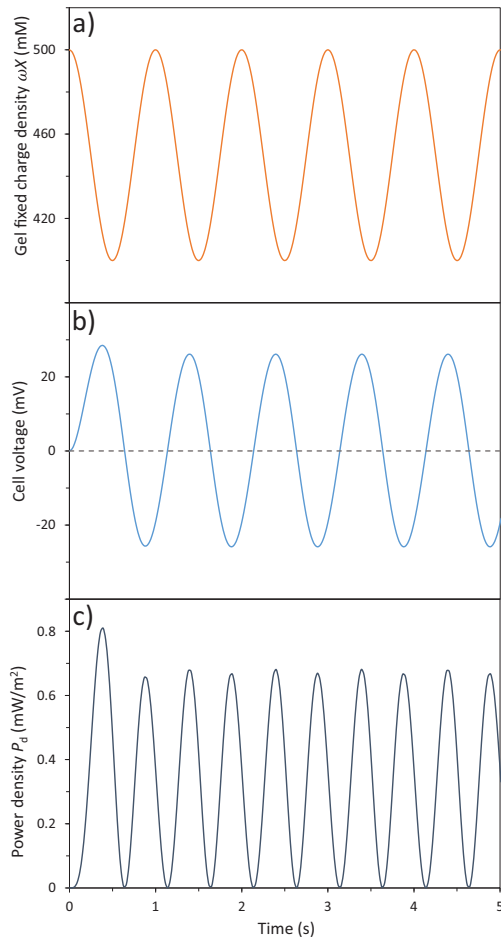 a)
Gel fixed charge density ωX (mM)
500
460
420
b)
Cell voltage (mV)
20
0
-20
c)
Power density P_d (mW/m²)
0.8
0.6
0.4
0.2
0
0 1 2 3 4 5
Time (s)